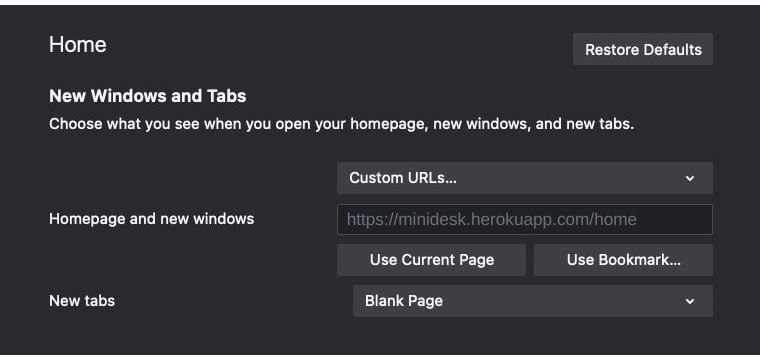 Home
Restore Defaults
New Windows and Tabs
Choose what you see when you open your homepage, new windows, and new tabs.
Custom URLs...
Homepage and new windows
https://minidesk.herokuapp.com/home
Use Current Page
Use Bookmark...
New tabs
Blank Page